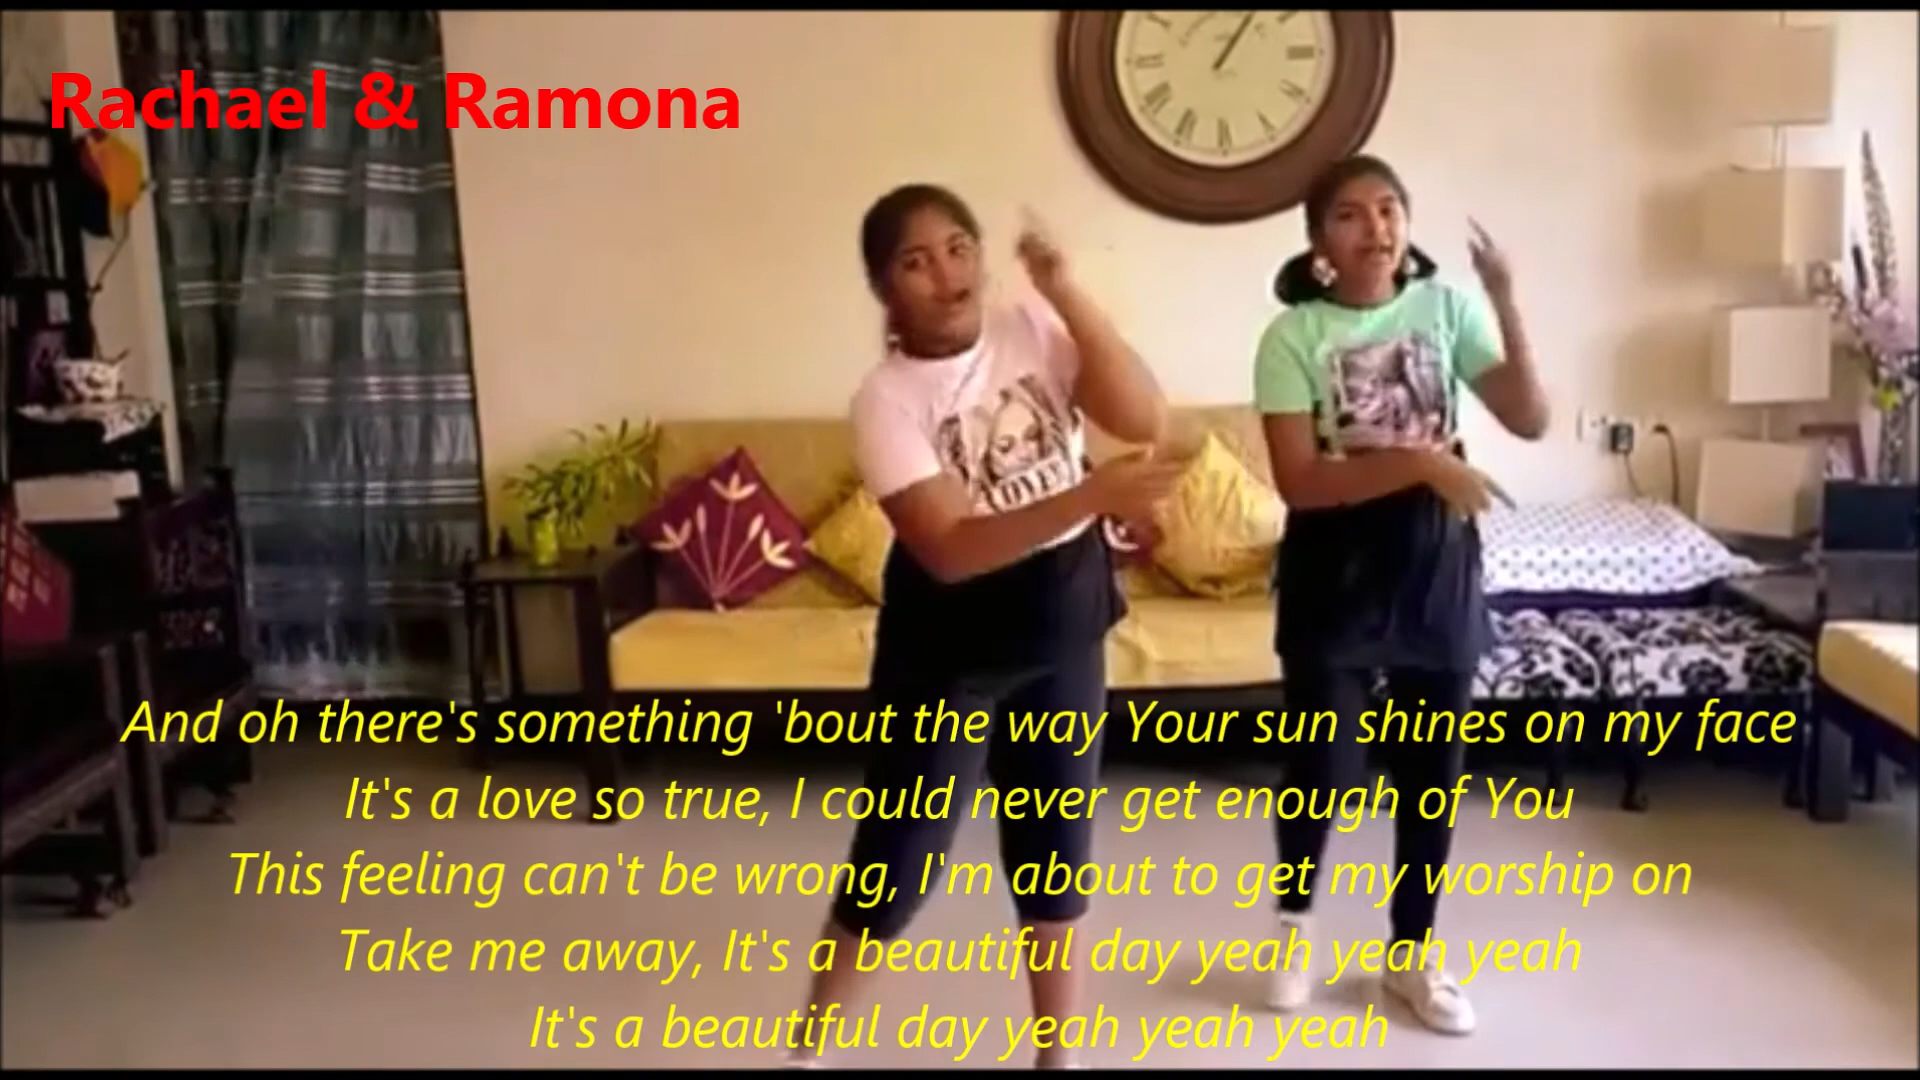 Rachael & Ramona
And oh there's something 'bout the way Your sun shines on my face
It's a love so true, I could never get enough of You
This feeling can't be wrong, I'm about to get my worship on
Take me away, It's a beautiful day yeah yeah yeah
It's a beautiful day yeah yeah yeah